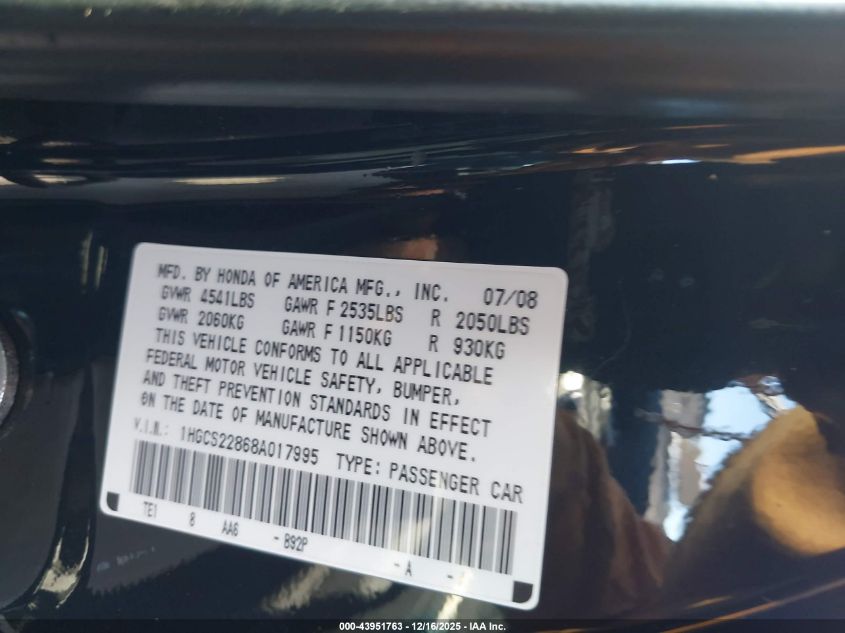 MFD. BY HONDA OF AMERICA MFG., INC. 07/08
GVWR 4541LBS GAWR F 2535LBS R 2050LBS
GVWR 2060KG GAWR F 1150KG R 930KG
THIS VEHICLE CONFORMS TO ALL APPLICABLE
FEDERAL MOTOR VEHICLE SAFETY, BUMPER,
AND THEFT PREVENTION STANDARDS IN EFFECT
ON THE DATE OF MANUFACTURE SHOWN ABOVE.
V.I.N.: 1HGCS22868A017995 TYPE: PASSENGER CAR
TE1 8 AA6 -892P -A -
000-43951763 - 12/16/2025 - IAA Inc.